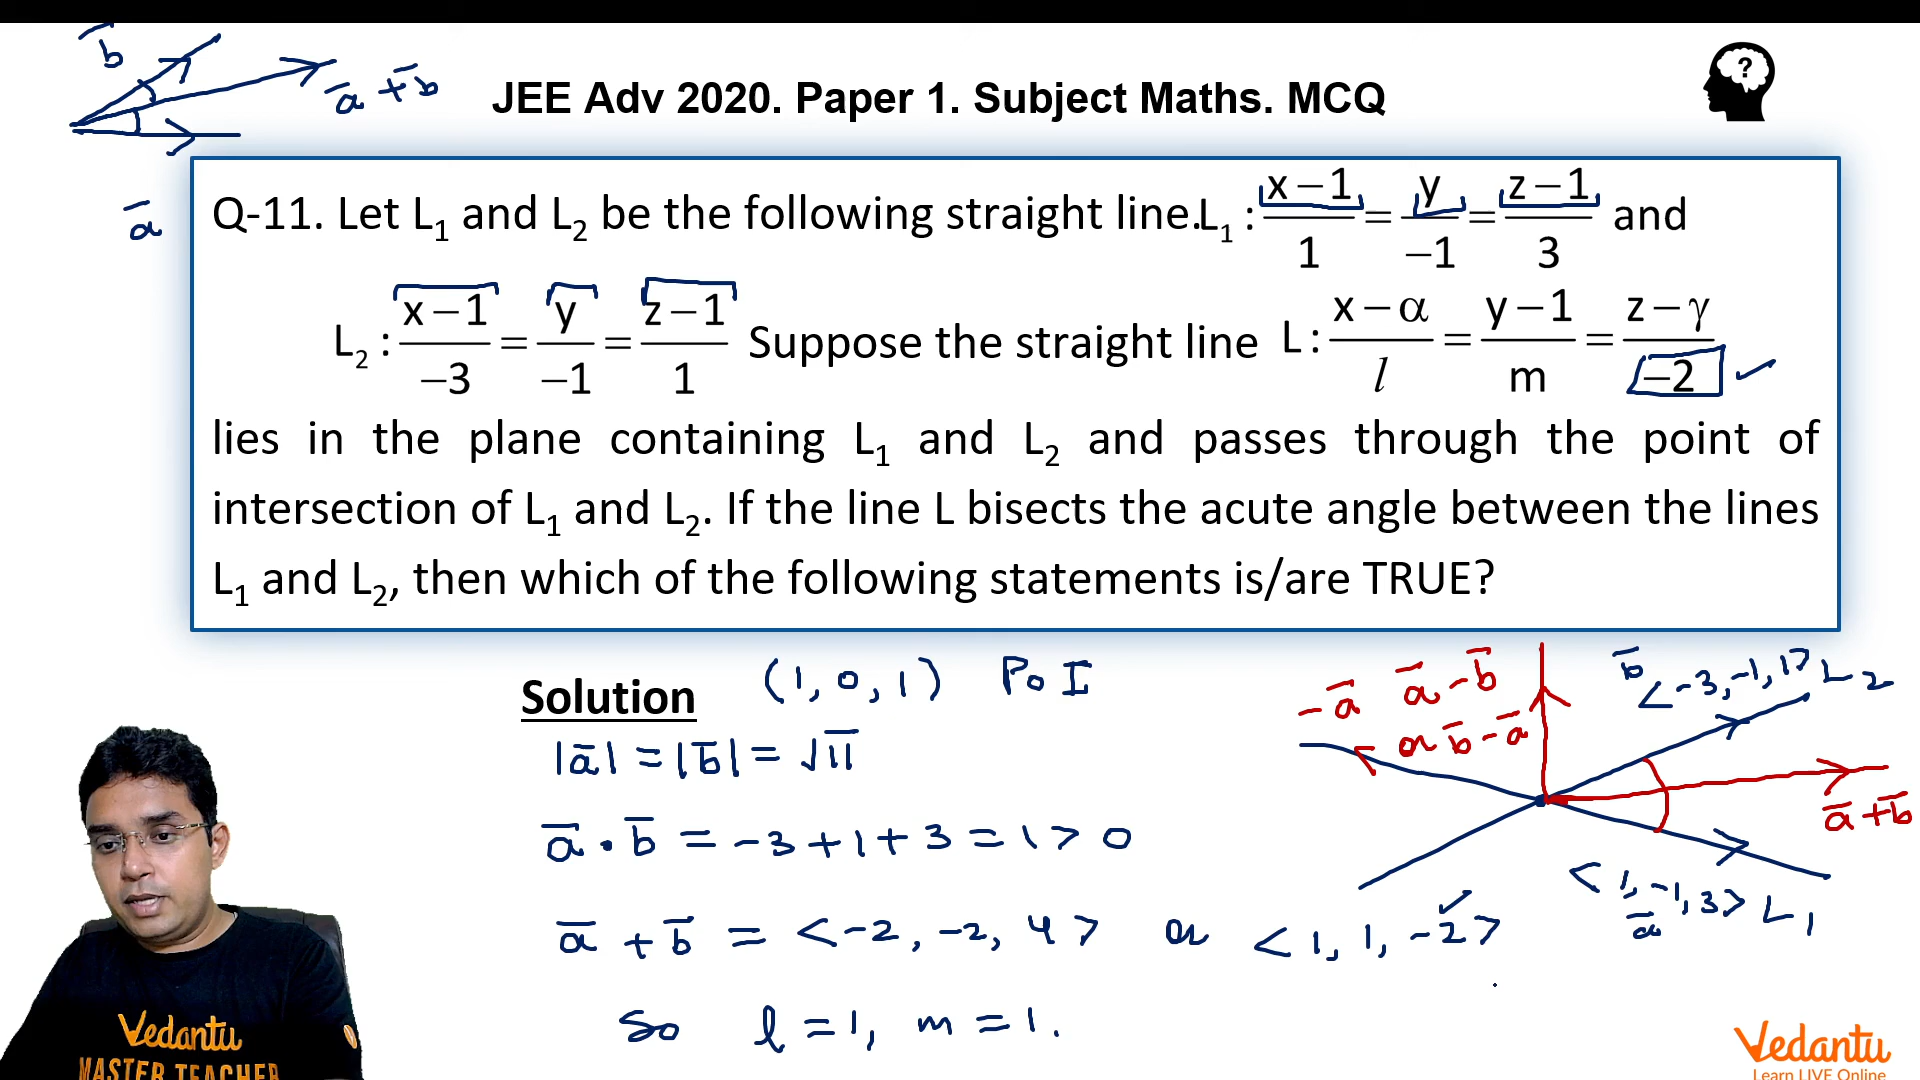 b̅
a̅ + b̅
a̅
JEE Adv 2020. Paper 1. Subject Maths. MCQ
?
Q-11. Let L₁ and L₂ be the following straight line. L₁ : (x – 1)/1 = y/–1 = (z – 1)/3 and
L₂ : (x – 1)/–3 = y/–1 = (z – 1)/1 Suppose the straight line L : (x – α)/l = (y – 1)/m = (z – γ)/–2 ✓
lies in the plane containing L₁ and L₂ and passes through the point of
intersection of L₁ and L₂. If the line L bisects the acute angle between the lines
L₁ and L₂, then which of the following statements is/are TRUE?
Solution (1, 0, 1) PoI
|a̅| = |b̅| = √11
a̅ · b̅ = -3 + 1 + 3 = 1 > 0
a̅ + b̅ = <-2, -2, 4> or <1, 1, -2> ✓
So l = 1, m = 1.
-a̅
a̅ - b̅
or b̅ - a̅
b̅ <-3, -1, 1> L₂
a̅ + b̅
<1, -1, 3> L₁
a̅
Vedantu
MASTER TEACHER
Vedantu
Learn LIVE Online